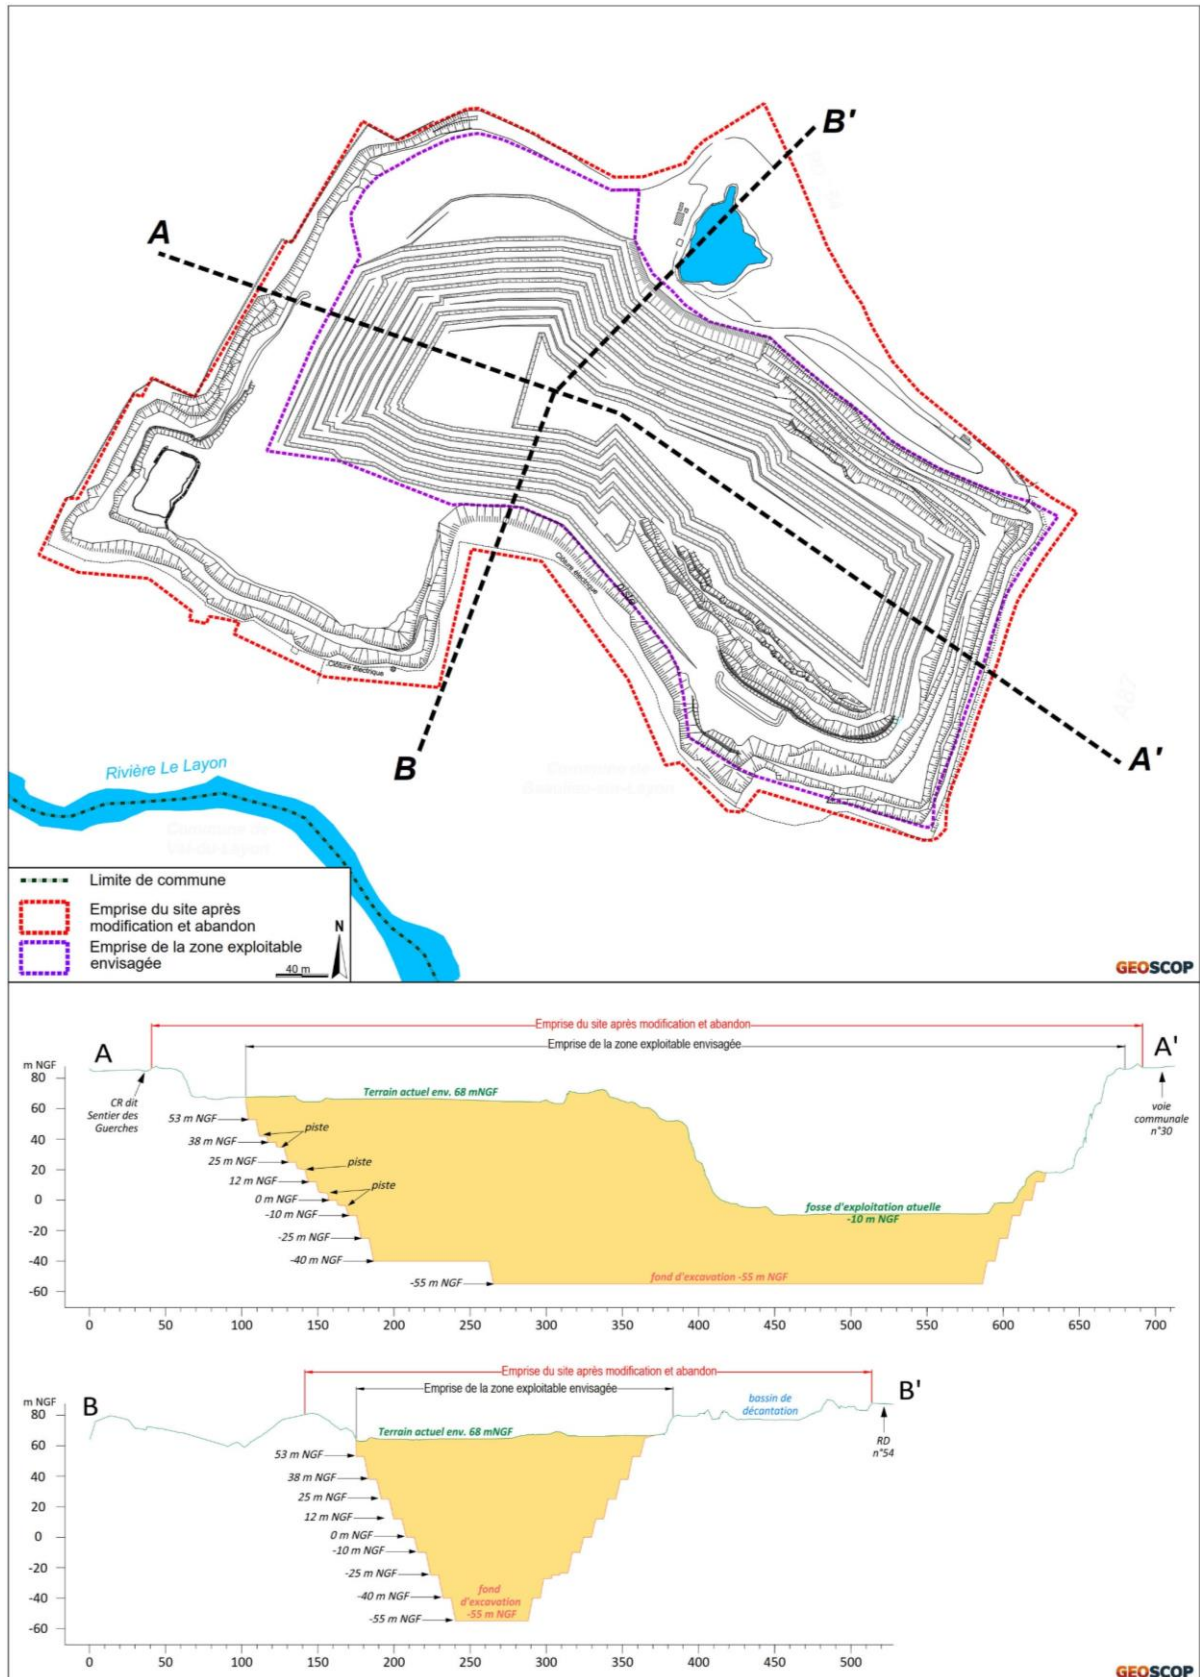 B'
A
Clôture électrique
piste
Clôture électrique
B
A'
Rivière Le Layon
Limite de commune
Emprise du site après
modification et abandon
Emprise de la zone exploitable
envisagée
40 m
N
GEOSCOP
Emprise du site après modification et abandon
Emprise de la zone exploitable envisagée
A
A'
m NGF
80
60
40
20
0
-20
-40
-60
CR dit
Sentier des
Guerches
Terrain actuel env. 68 mNGF
voie
communale
n°30
53 m NGF
piste
38 m NGF
25 m NGF
piste
12 m NGF
piste
0 m NGF
-10 m NGF
-25 m NGF
-40 m NGF
-55 m NGF
fosse d'exploitation atuelle
-10 m NGF
fond d'excavation -55 m NGF
0 50 100 150 200 250 300 350 400 450 500 550 600 650 700
Emprise du site après modification et abandon
Emprise de la zone exploitable envisagée
B
B'
m NGF
80
60
40
20
0
-20
-40
-60
bassin de
décantation
Terrain actuel env. 68 mNGF
RD
n°54
53 m NGF
38 m NGF
25 m NGF
12 m NGF
0 m NGF
-10 m NGF
-25 m NGF
-40 m NGF
-55 m NGF
fond
d'excavation
-55 m NGF
0 50 100 150 200 250 300 350 400 450 500
GEOSCOP